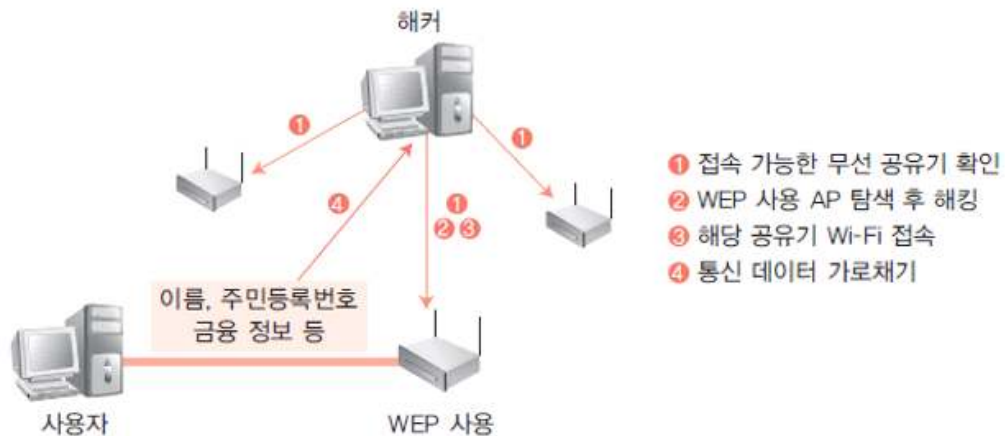 해커
❶
❶
❹
❶
❷ ❸
이름, 주민등록번호
금융 정보 등
사용자
WEP 사용
❶ 접속 가능한 무선 공유기 확인
❷ WEP 사용 AP 탐색 후 해킹
❸ 해당 공유기 Wi-Fi 접속
❹ 통신 데이터 가로채기